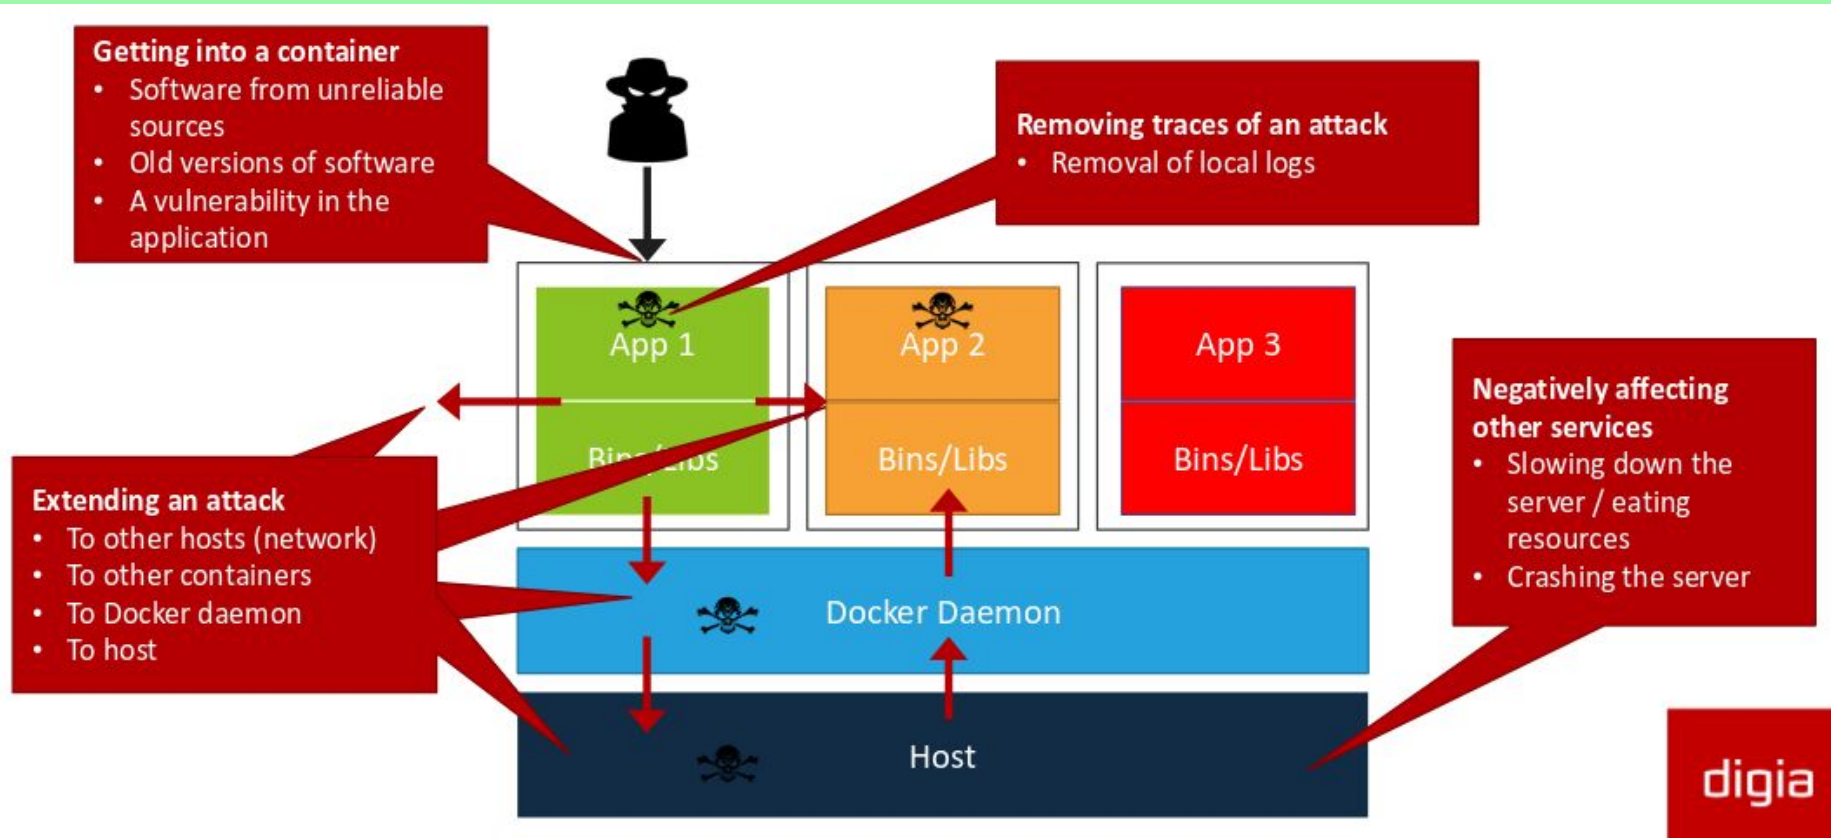 Getting into a container
• Software from unreliable
sources
• Old versions of software
• A vulnerability in the
application
Removing traces of an attack
• Removal of local logs
App 1
App 2
App 3
Bins/Libs
Bins/Libs
Bins/Libs
Extending an attack
• To other hosts (network)
• To other containers
• To Docker daemon
• To host
Negatively affecting
other services
• Slowing down the
server / eating
resources
• Crashing the server
Docker Daemon
Host
digia